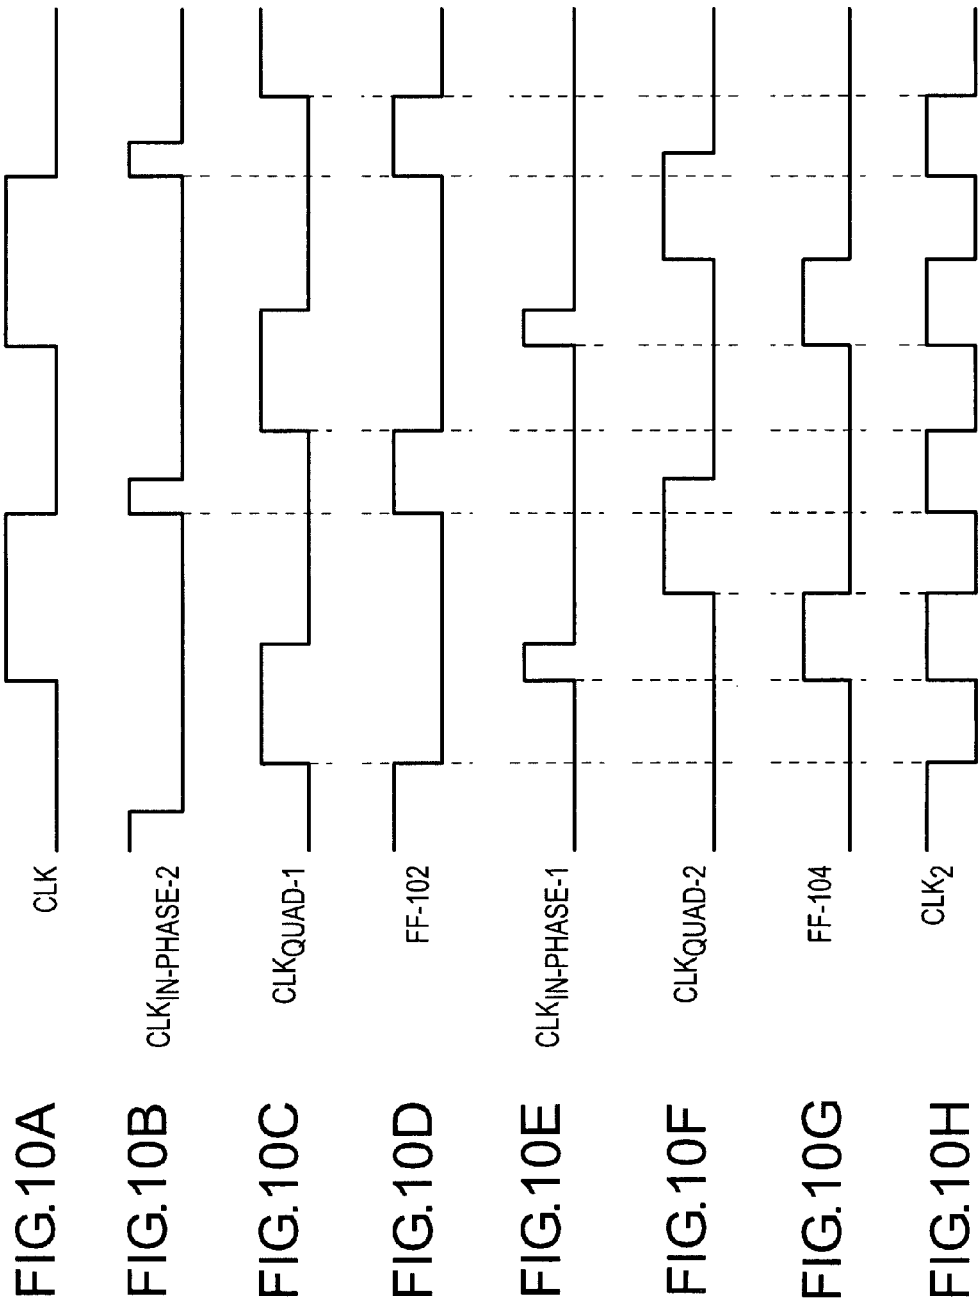 FIG.10A CLK
FIG.10B CLKIN-PHASE-2
FIG.10C CLKQUAD-1
FIG.10D FF-102
FIG.10E CLKIN-PHASE-1
FIG.10F CLKQUAD-2
FIG.10G FF-104
FIG.10H CLK2